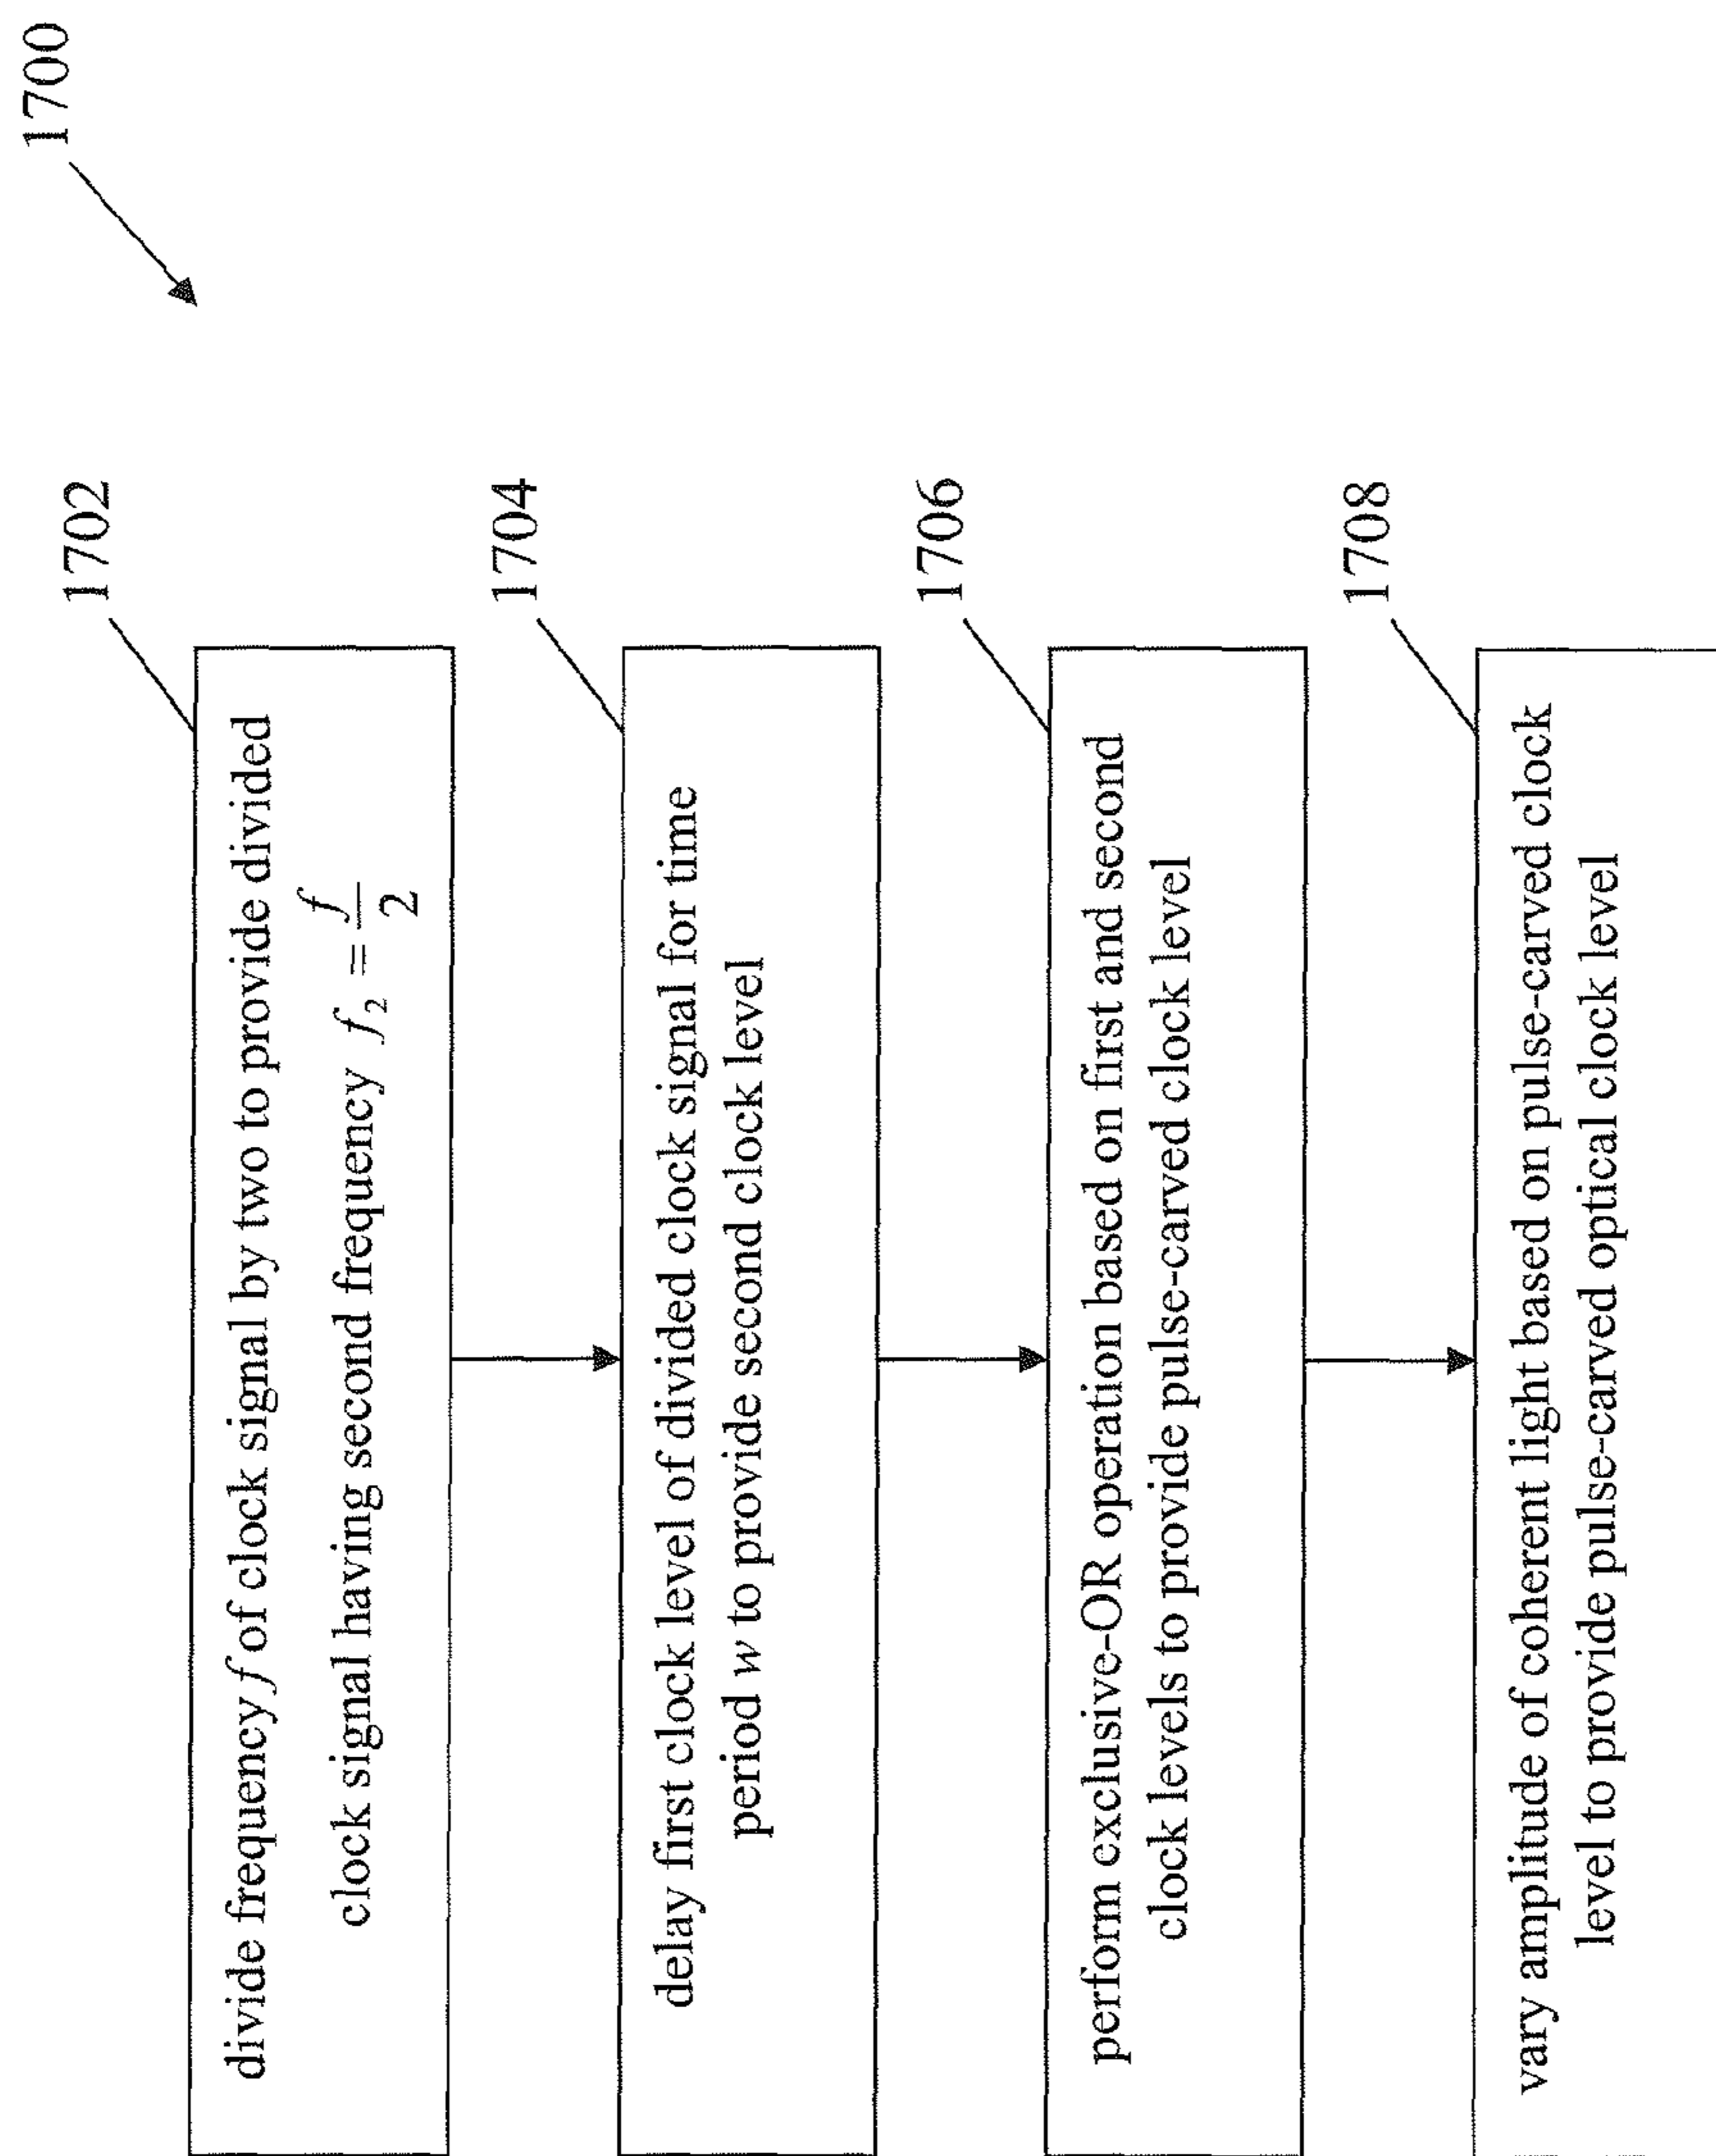 1700
1702
divide frequency f of clock signal by two to provide divided
clock signal having second frequency f₂ = f/2
1704
delay first clock level of divided clock signal for time
period w to provide second clock level
1706
perform exclusive-OR operation based on first and second
clock levels to provide pulse-carved clock level
1708
vary amplitude of coherent light based on pulse-carved clock
level to provide pulse-carved optical clock level